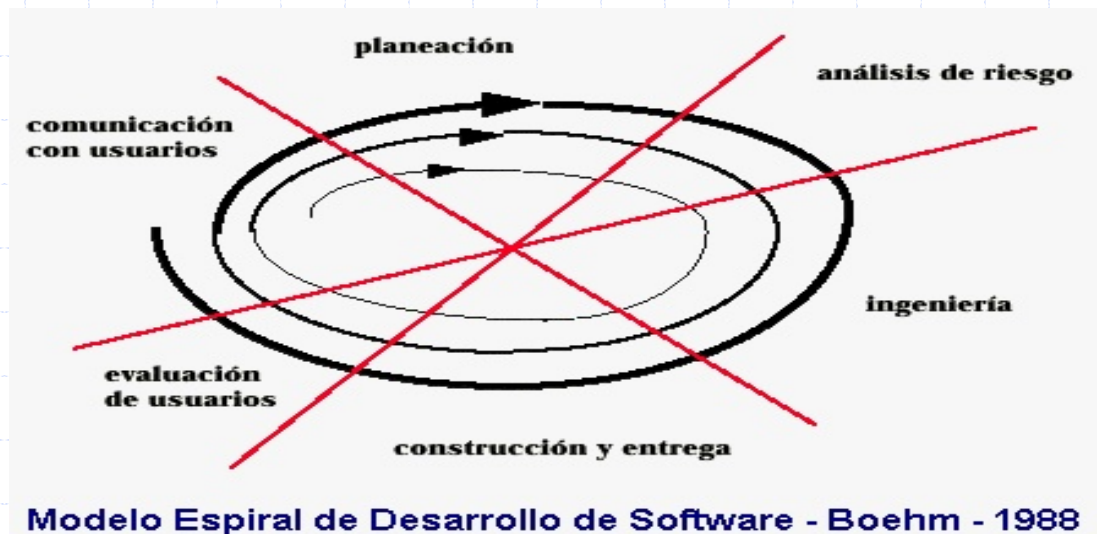 planeación
análisis de riesgo
comunicación
con usuarios
ingeniería
evaluación
de usuarios
construcción y entrega
Modelo Espiral de Desarrollo de Software - Boehm - 1988